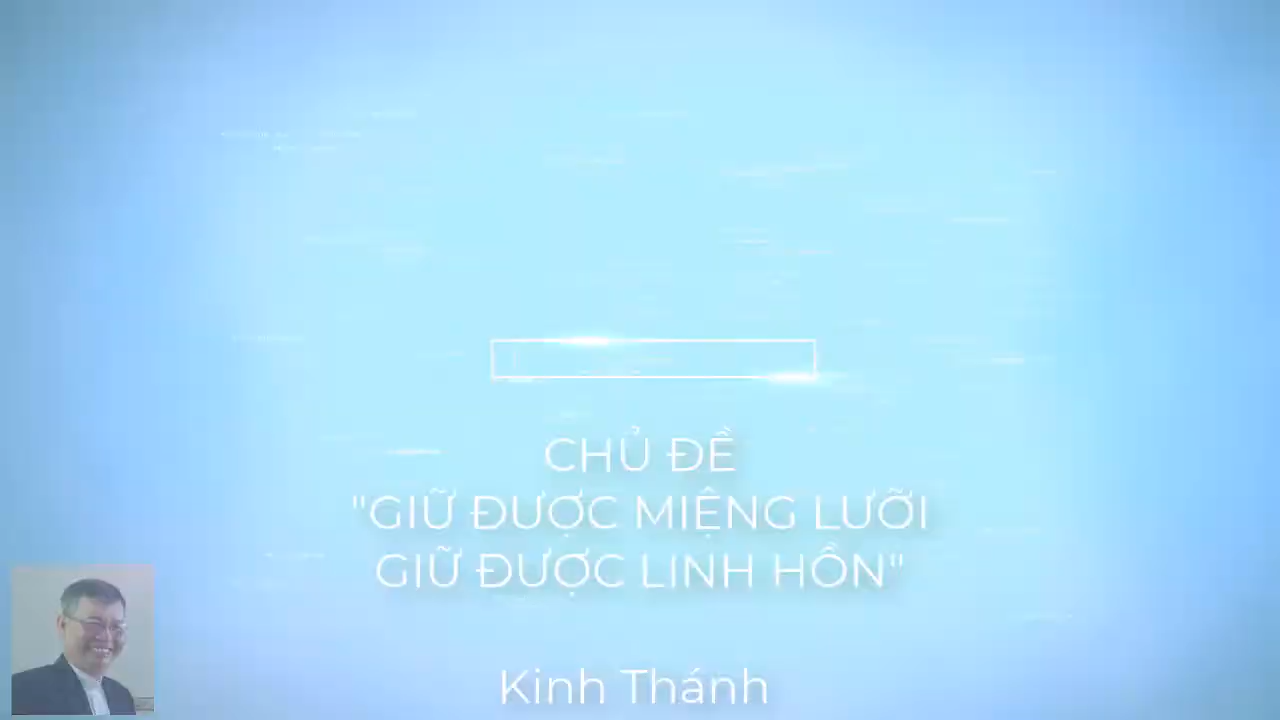 CHỦ ĐỀ
"GIỮ ĐƯỢC MIỆNG LƯỠI
GIỮ ĐƯỢC LINH HỒN"
Kinh Thánh